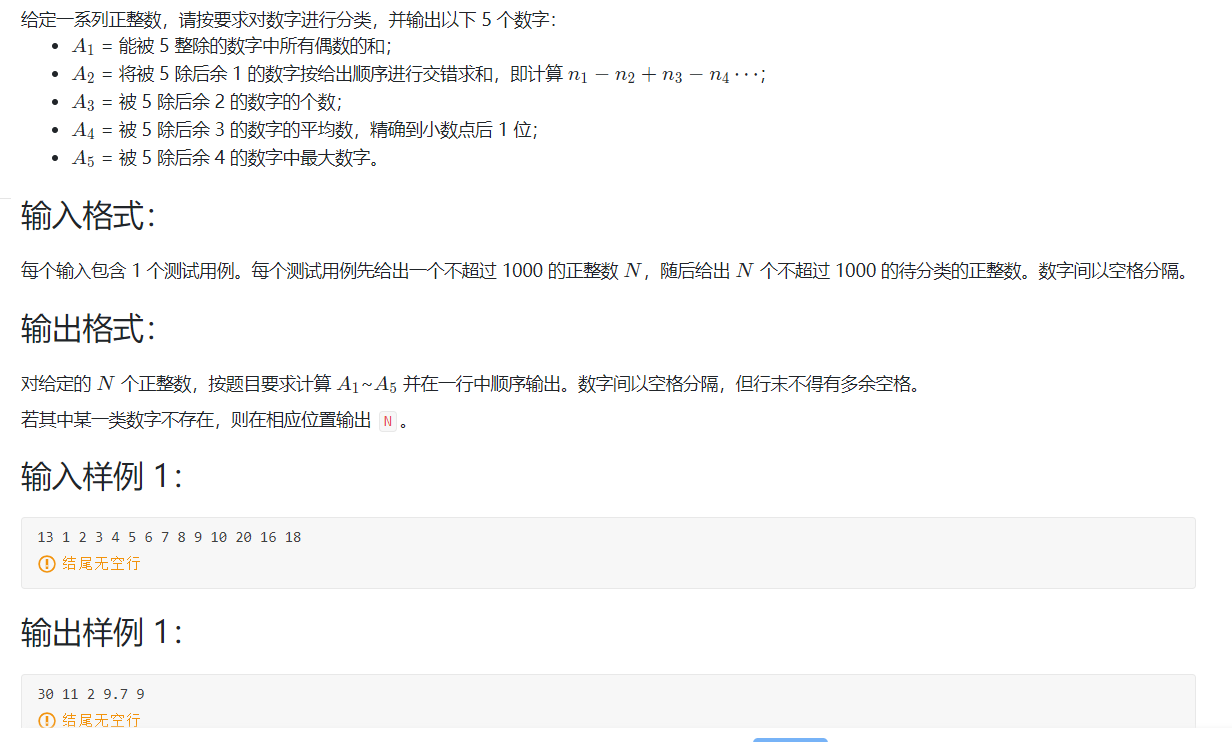 给定一系列正整数，请按要求对数字进行分类，并输出以下 5 个数字：
• A₁ = 能被 5 整除的数字中所有偶数的和；
• A₂ = 将被 5 除后余 1 的数字按给出顺序进行交错求和，即计算 n₁ − n₂ + n₃ − n₄ ⋯；
• A₃ = 被 5 除后余 2 的数字的个数；
• A₄ = 被 5 除后余 3 的数字的平均数，精确到小数点后 1 位；
• A₅ = 被 5 除后余 4 的数字中最大数字。
输入格式：
每个输入包含 1 个测试用例。每个测试用例先给出一个不超过 1000 的正整数 N，随后给出 N 个不超过 1000 的待分类的正整数。数字间以空格分隔。
输出格式：
对给定的 N 个正整数，按题目要求计算 A₁~A₅ 并在一行中顺序输出。数字间以空格分隔，但行末不得有多余空格。
若其中某一类数字不存在，则在相应位置输出 N 。
输入样例 1：
13 1 2 3 4 5 6 7 8 9 10 20 16 18
结尾无空行
输出样例 1：
30 11 2 9.7 9
结尾无空行